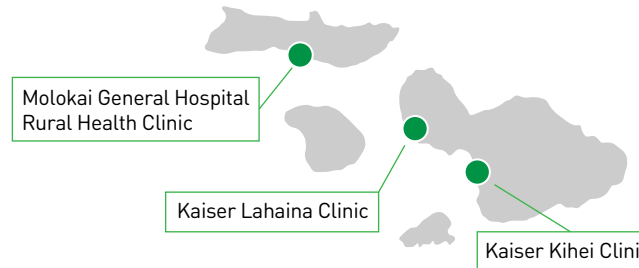 Molokai General Hospital
Rural Health Clinic
Kaiser Lahaina Clinic
Kaiser Kihei Clini